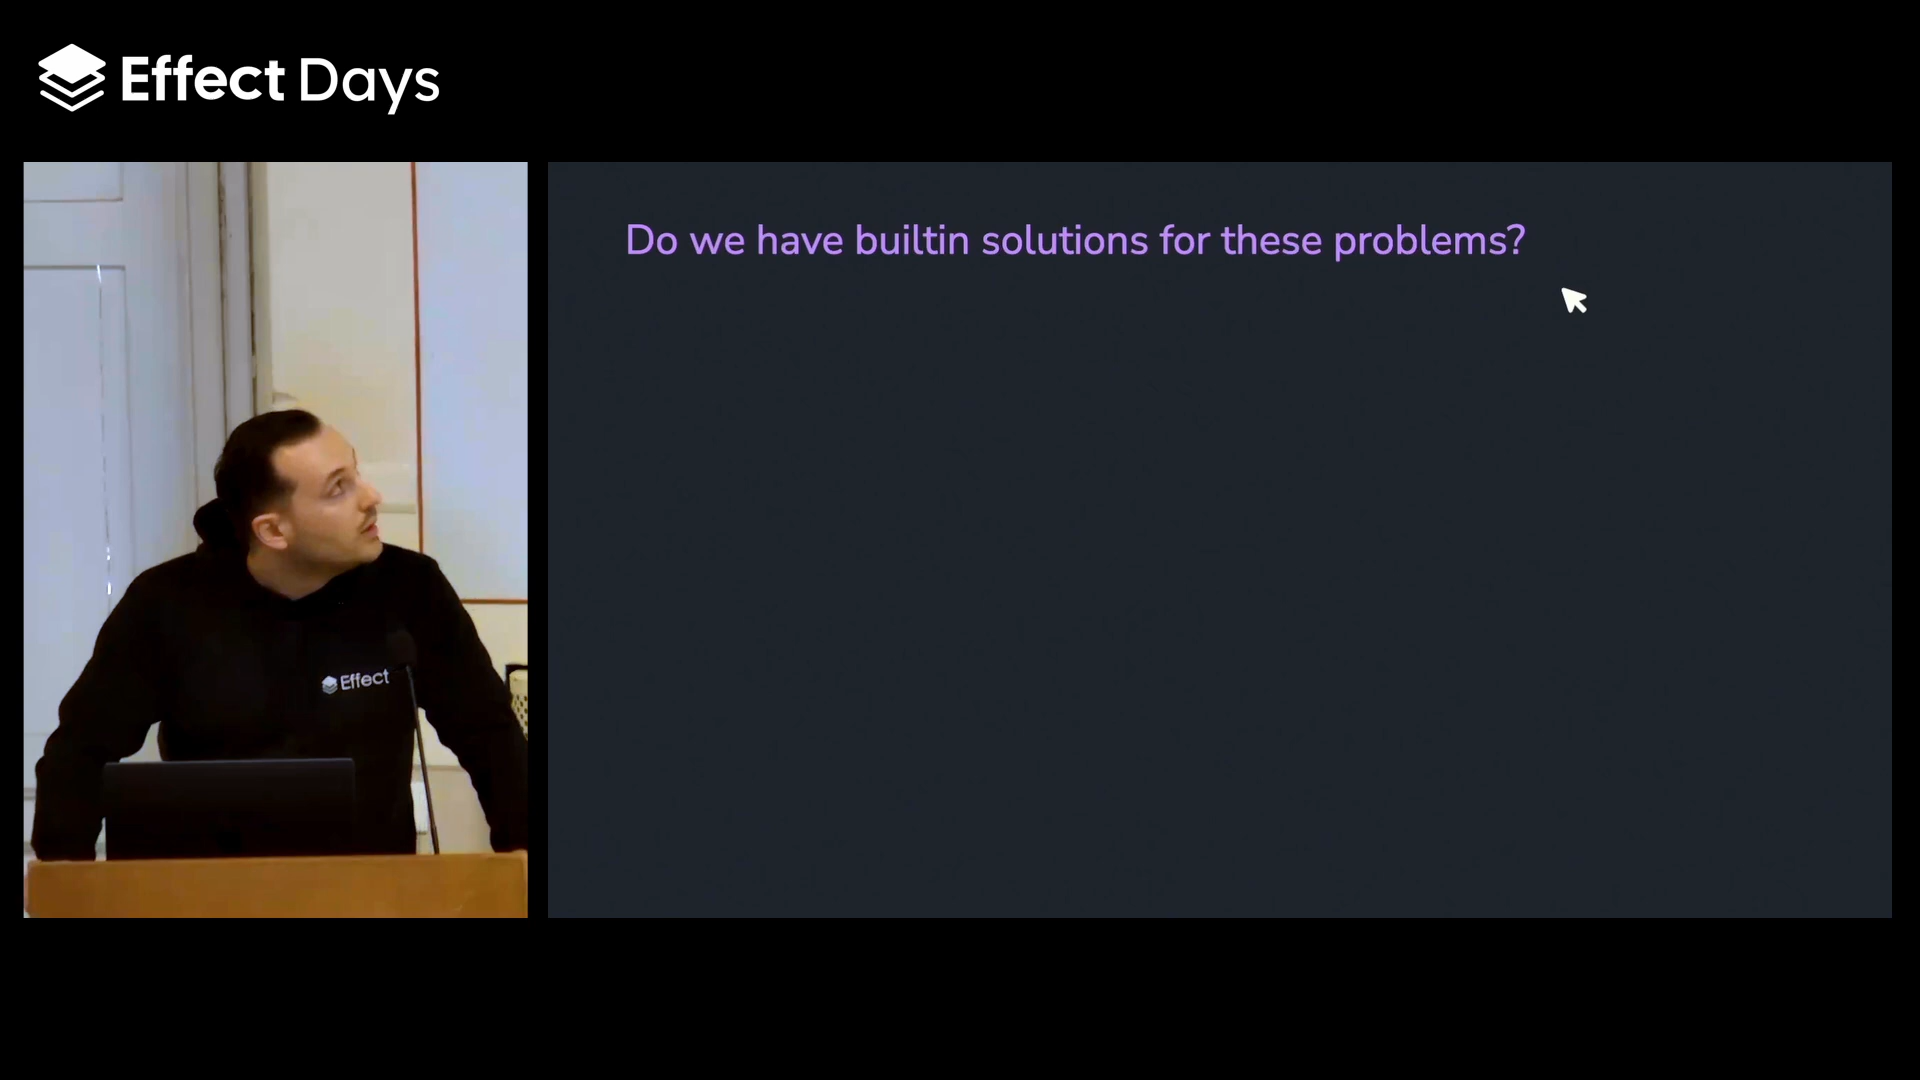 Effect Days
Do we have builtin solutions for these problems?
Effect